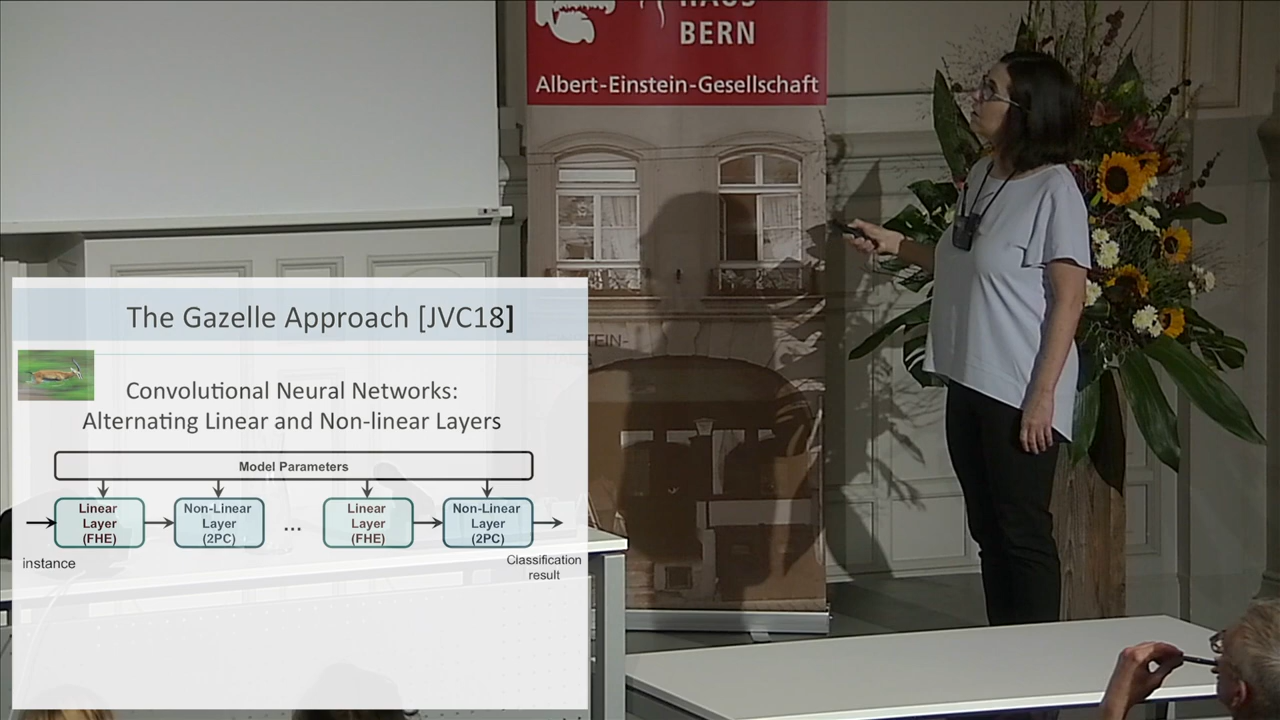 HAUS
BERN
Albert-Einstein-Gesellschaft
The Gazelle Approach [JVC18]
Convolutional Neural Networks:
Alternating Linear and Non-linear Layers
Model Parameters
Linear
Layer
(FHE)
Non-Linear
Layer
(2PC)
...
Linear
Layer
(FHE)
Non-Linear
Layer
(2PC)
instance
Classification
result